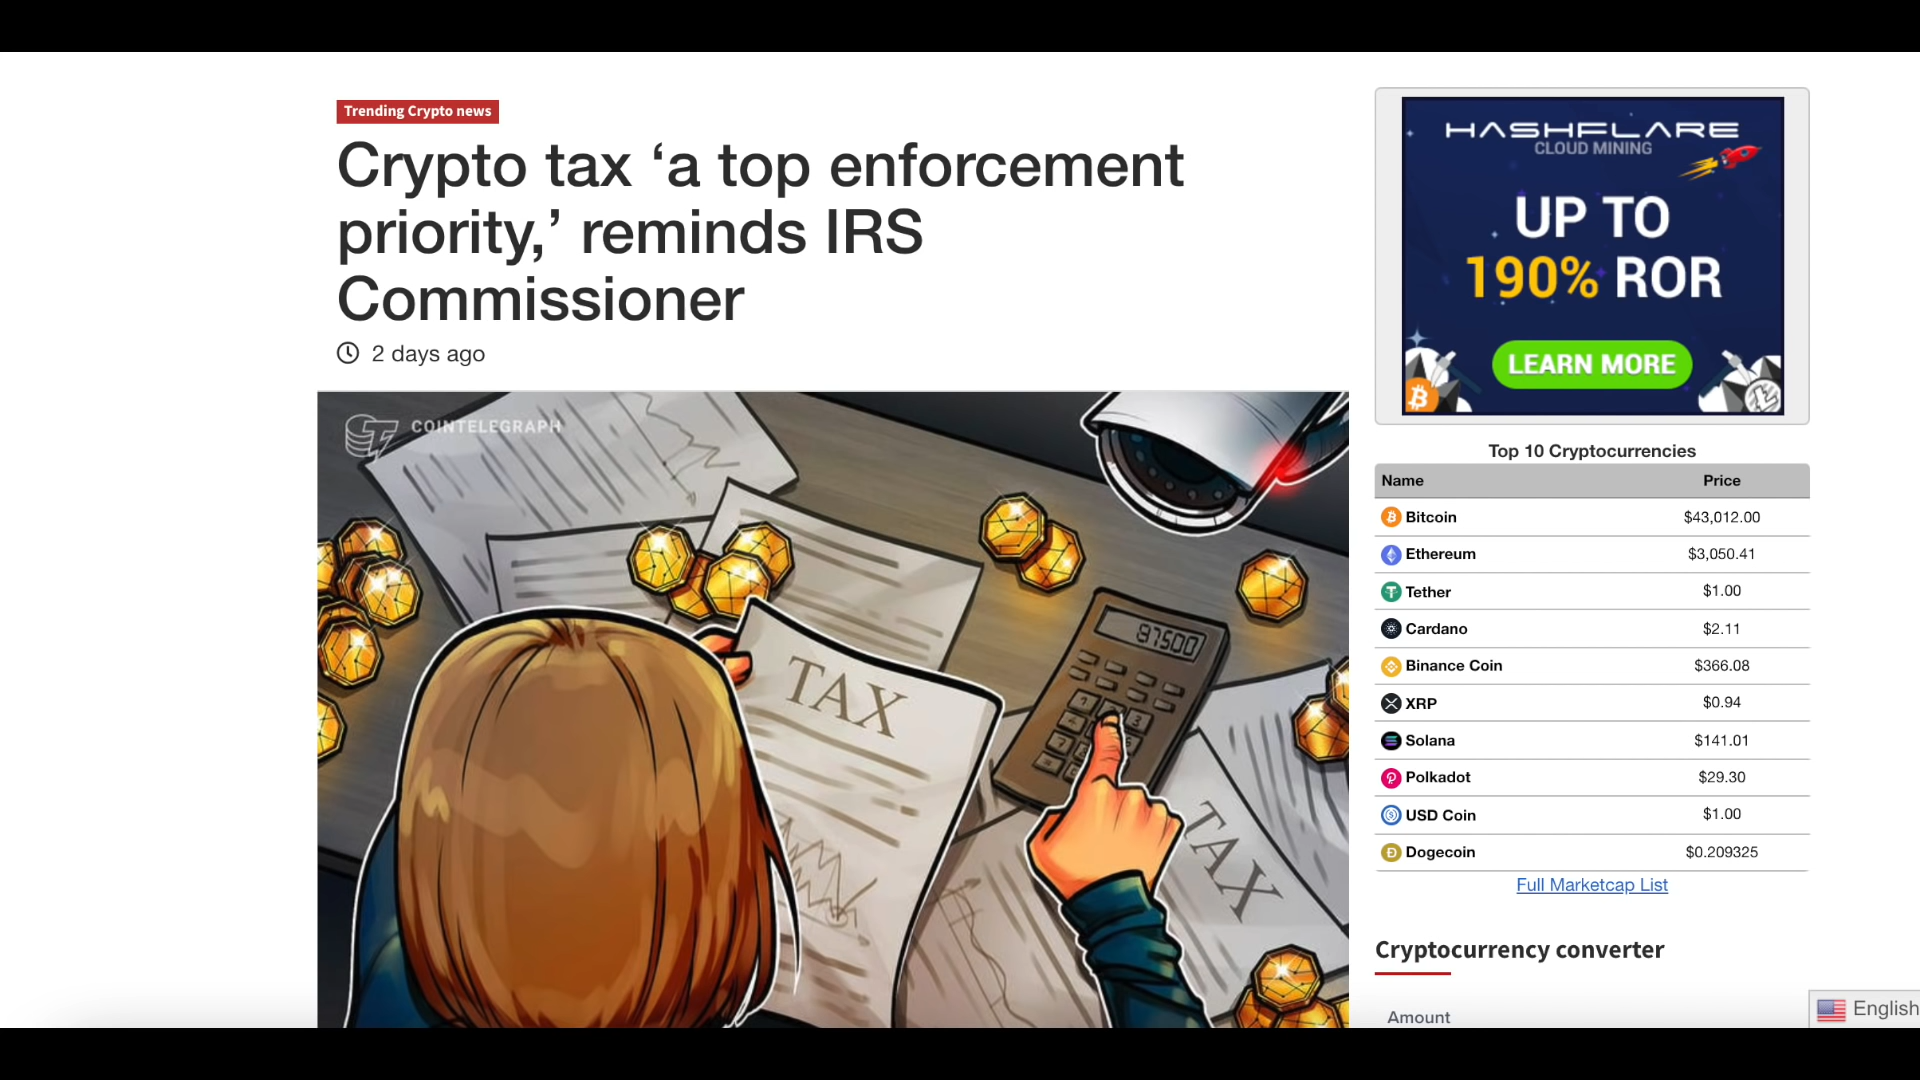 Trending Crypto news
Crypto tax ‘a top enforcement
priority,’ reminds IRS
Commissioner
2 days ago
COINTELEGRAPH
87500
TAX
TAX
HASHFLARE
CLOUD MINING
UP TO
190% ROR
LEARN MORE
Top 10 Cryptocurrencies
Name Price
Bitcoin $43,012.00
Ethereum $3,050.41
Tether $1.00
Cardano $2.11
Binance Coin $366.08
XRP $0.94
Solana $141.01
Polkadot $29.30
USD Coin $1.00
Dogecoin $0.209325
Full Marketcap List
Cryptocurrency converter
Amount
English